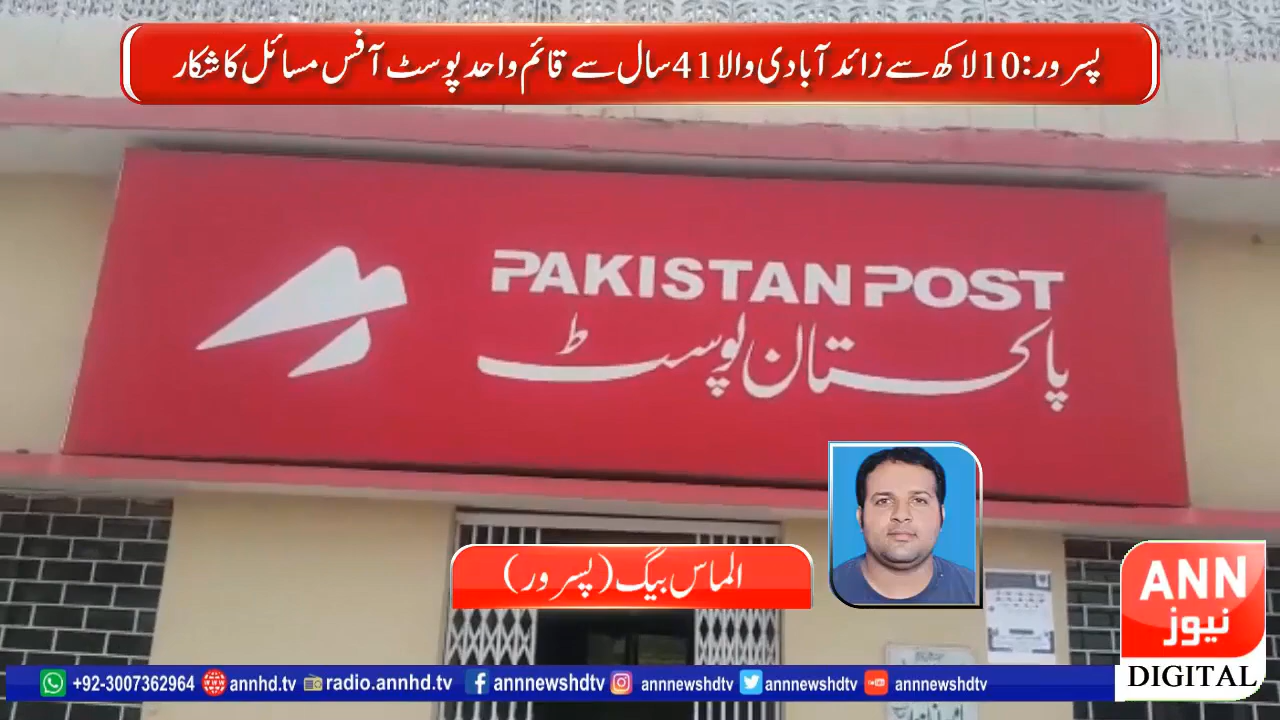 پسرور: 10 لاکھ سے زائد آبادی والا 41 سال سے قائم واحد پوسٹ آفس مسائل کا شکار
PAKISTAN POST
پاکستان پوسٹ
الماس بیگ (پسرور)
ANN
نیوز
DIGITAL
+92-3007362964 annhd.tv radio.annhd.tv annnewshdtv annnewshdtv annnewshdtv annnewshdtv